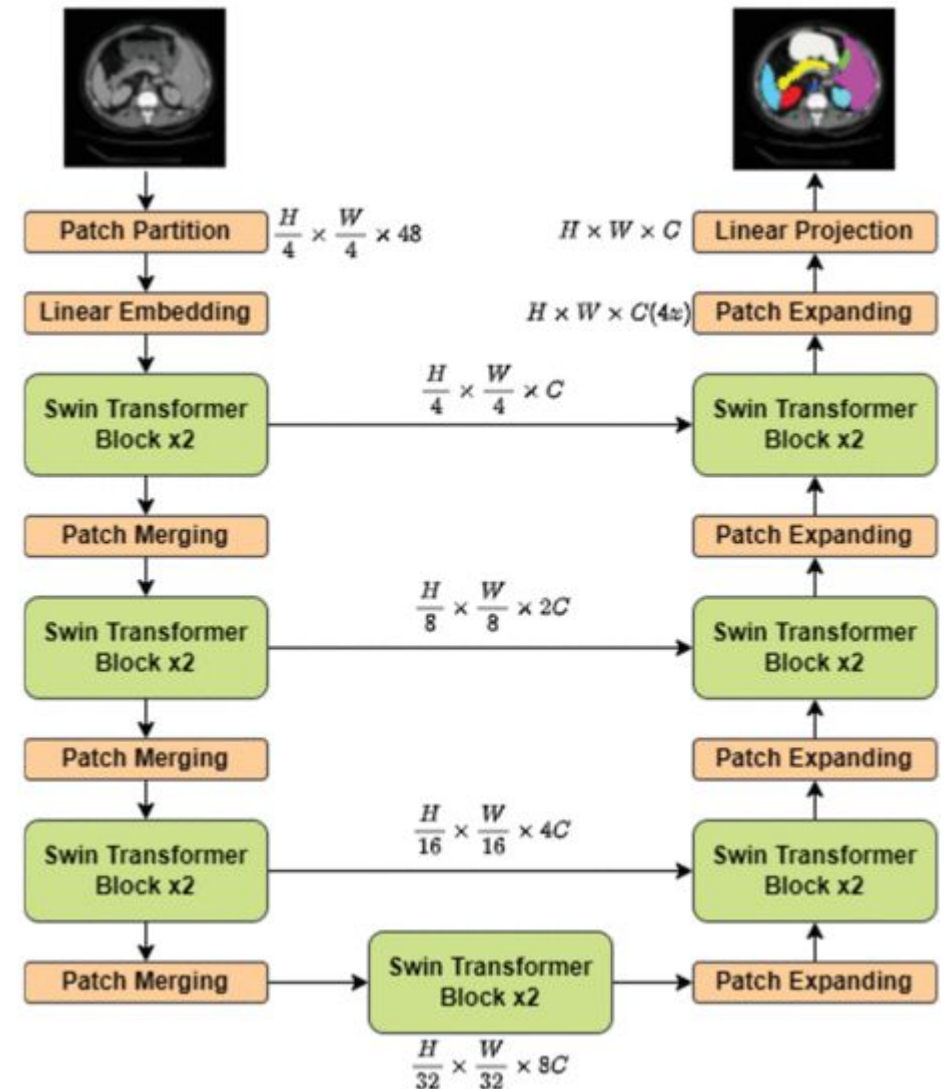 Patch Partition
H/4 × W/4 × 48
H × W × C
Linear Projection
Linear Embedding
H × W × C(4x)
Patch Expanding
Swin Transformer
Block x2
H/4 × W/4 × C
Swin Transformer
Block x2
Patch Merging
Patch Expanding
Swin Transformer
Block x2
H/8 × W/8 × 2C
Swin Transformer
Block x2
Patch Merging
Patch Expanding
Swin Transformer
Block x2
H/16 × W/16 × 4C
Swin Transformer
Block x2
Patch Merging
Swin Transformer
Block x2
Patch Expanding
H/32 × W/32 × 8C